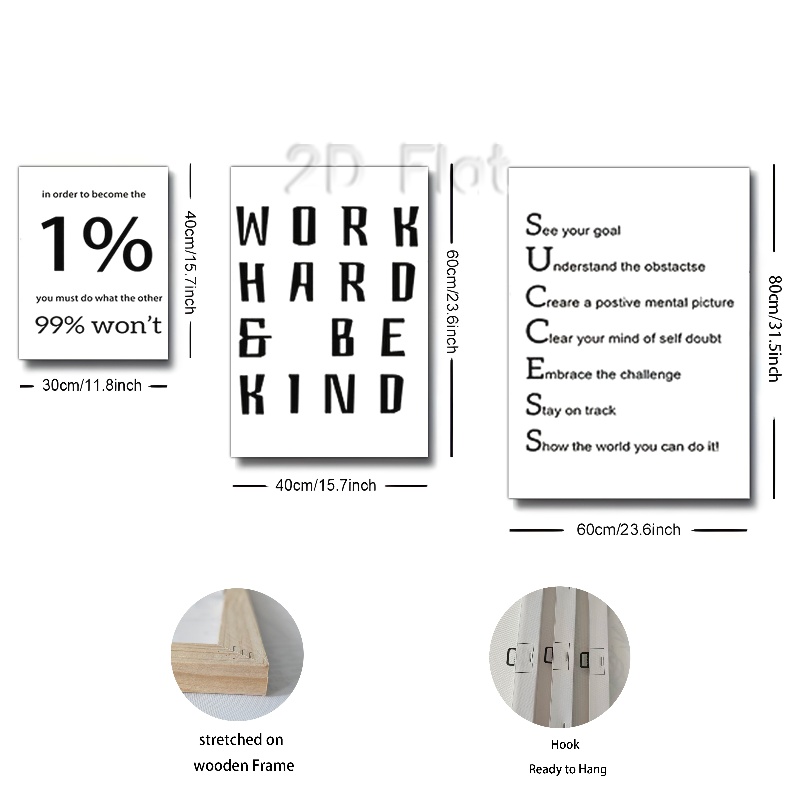 2D Flat
in order to become the
1%
you must do what the other
99% won't
40cm/15.7inch
30cm/11.8inch
WORK
HARD
& BE
KIND
60cm/23.6inch
40cm/15.7inch
See your goal
Understand the obstactse
Creare a postive mental picture
Clear your mind of self doubt
Embrace the challenge
Stay on track
Show the world you can do it!
80cm/31.5inch
60cm/23.6inch
stretched on
wooden Frame
Hook
Ready to Hang